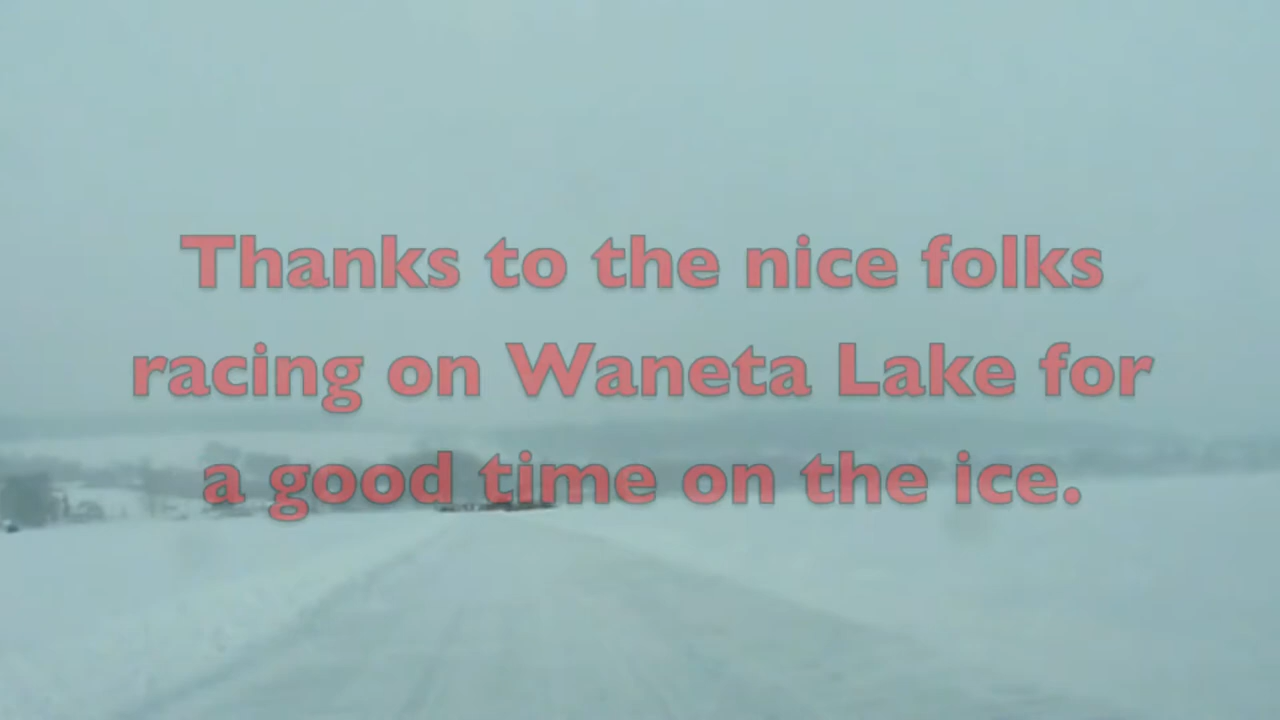 Thanks to the nice folks
racing on Waneta Lake for
a good time on the ice.